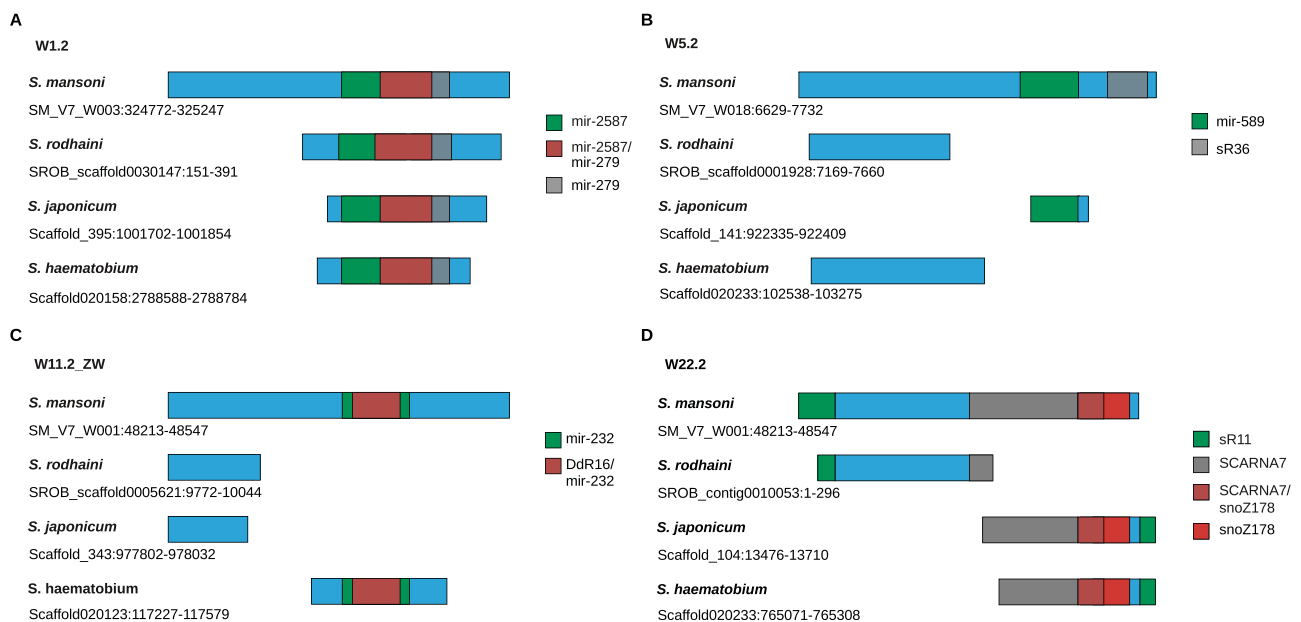 A
W1.2
S. mansoni
SM_V7_W003:324772-325247
S. rodhaini
SROB_scaffold0030147:151-391
S. japonicum
Scaffold_395:1001702-1001854
S. haematobium
Scaffold020158:2788588-2788784
mir-2587
mir-2587/
mir-279
mir-279
B
W5.2
S. mansoni
SM_V7_W018:6629-7732
S. rodhaini
SROB_scaffold0001928:7169-7660
S. japonicum
Scaffold_141:922335-922409
S. haematobium
Scaffold020233:102538-103275
mir-589
sR36
C
W11.2_ZW
S. mansoni
SM_V7_W001:48213-48547
S. rodhaini
SROB_scaffold0005621:9772-10044
S. japonicum
Scaffold_343:977802-978032
S. haematobium
Scaffold020123:117227-117579
mir-232
DdR16/
mir-232
D
W22.2
S. mansoni
SM_V7_W001:48213-48547
S. rodhaini
SROB_contig0010053:1-296
S. japonicum
Scaffold_104:13476-13710
S. haematobium
Scaffold020233:765071-765308
sR11
SCARNA7
SCARNA7/
snoZ178
snoZ178